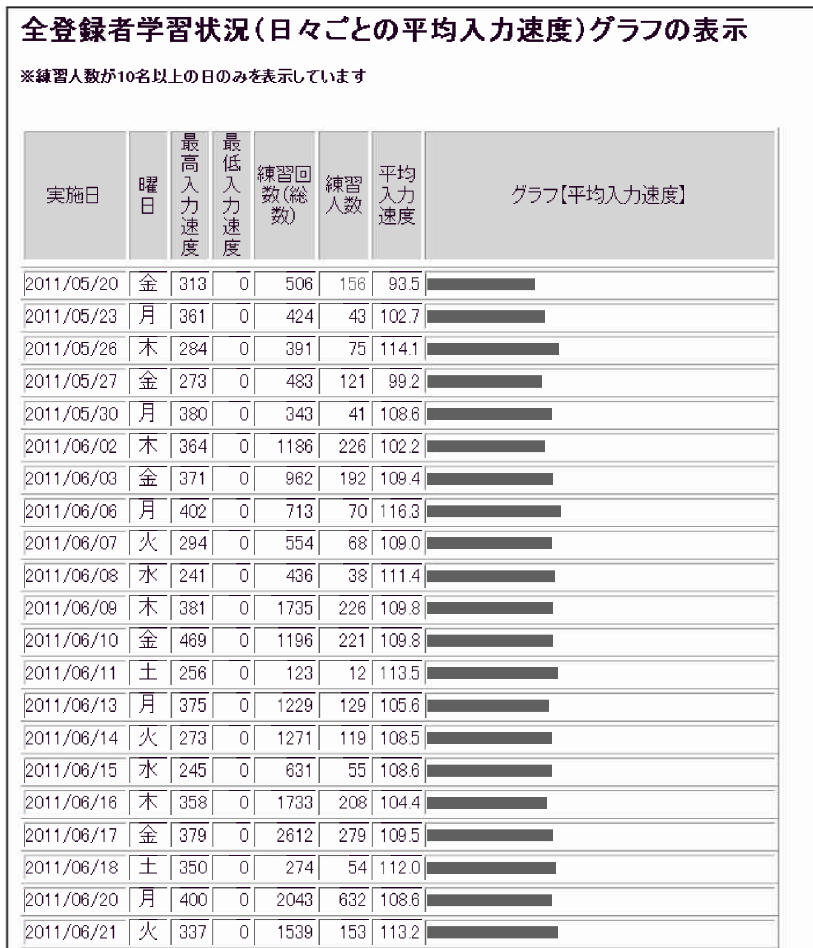 全登録者学習状況(日々ごとの平均入力速度)グラフの表示
※練習人数が10名以上の日のみを表示しています
実施日 曜日 最高入力速度 最低入力速度 練習回数(総数) 練習人数 平均入力速度 グラフ【平均入力速度】
2011/05/20 金 313 0 506 156 93.5
2011/05/23 月 361 0 424 43 102.7
2011/05/26 木 284 0 391 75 114.1
2011/05/27 金 273 0 483 121 99.2
2011/05/30 月 380 0 343 41 108.6
2011/06/02 木 364 0 1186 226 102.2
2011/06/03 金 371 0 962 192 109.4
2011/06/06 月 402 0 713 70 116.3
2011/06/07 火 294 0 554 68 109.0
2011/06/08 水 241 0 436 38 111.4
2011/06/09 木 381 0 1735 226 109.8
2011/06/10 金 469 0 1196 221 109.8
2011/06/11 土 256 0 123 12 113.5
2011/06/13 月 375 0 1229 129 105.6
2011/06/14 火 273 0 1271 119 108.5
2011/06/15 水 245 0 631 55 108.6
2011/06/16 木 358 0 1733 208 104.4
2011/06/17 金 379 0 2612 279 109.5
2011/06/18 土 350 0 274 54 112.0
2011/06/20 月 400 0 2043 632 108.6
2011/06/21 火 337 0 1539 153 113.2